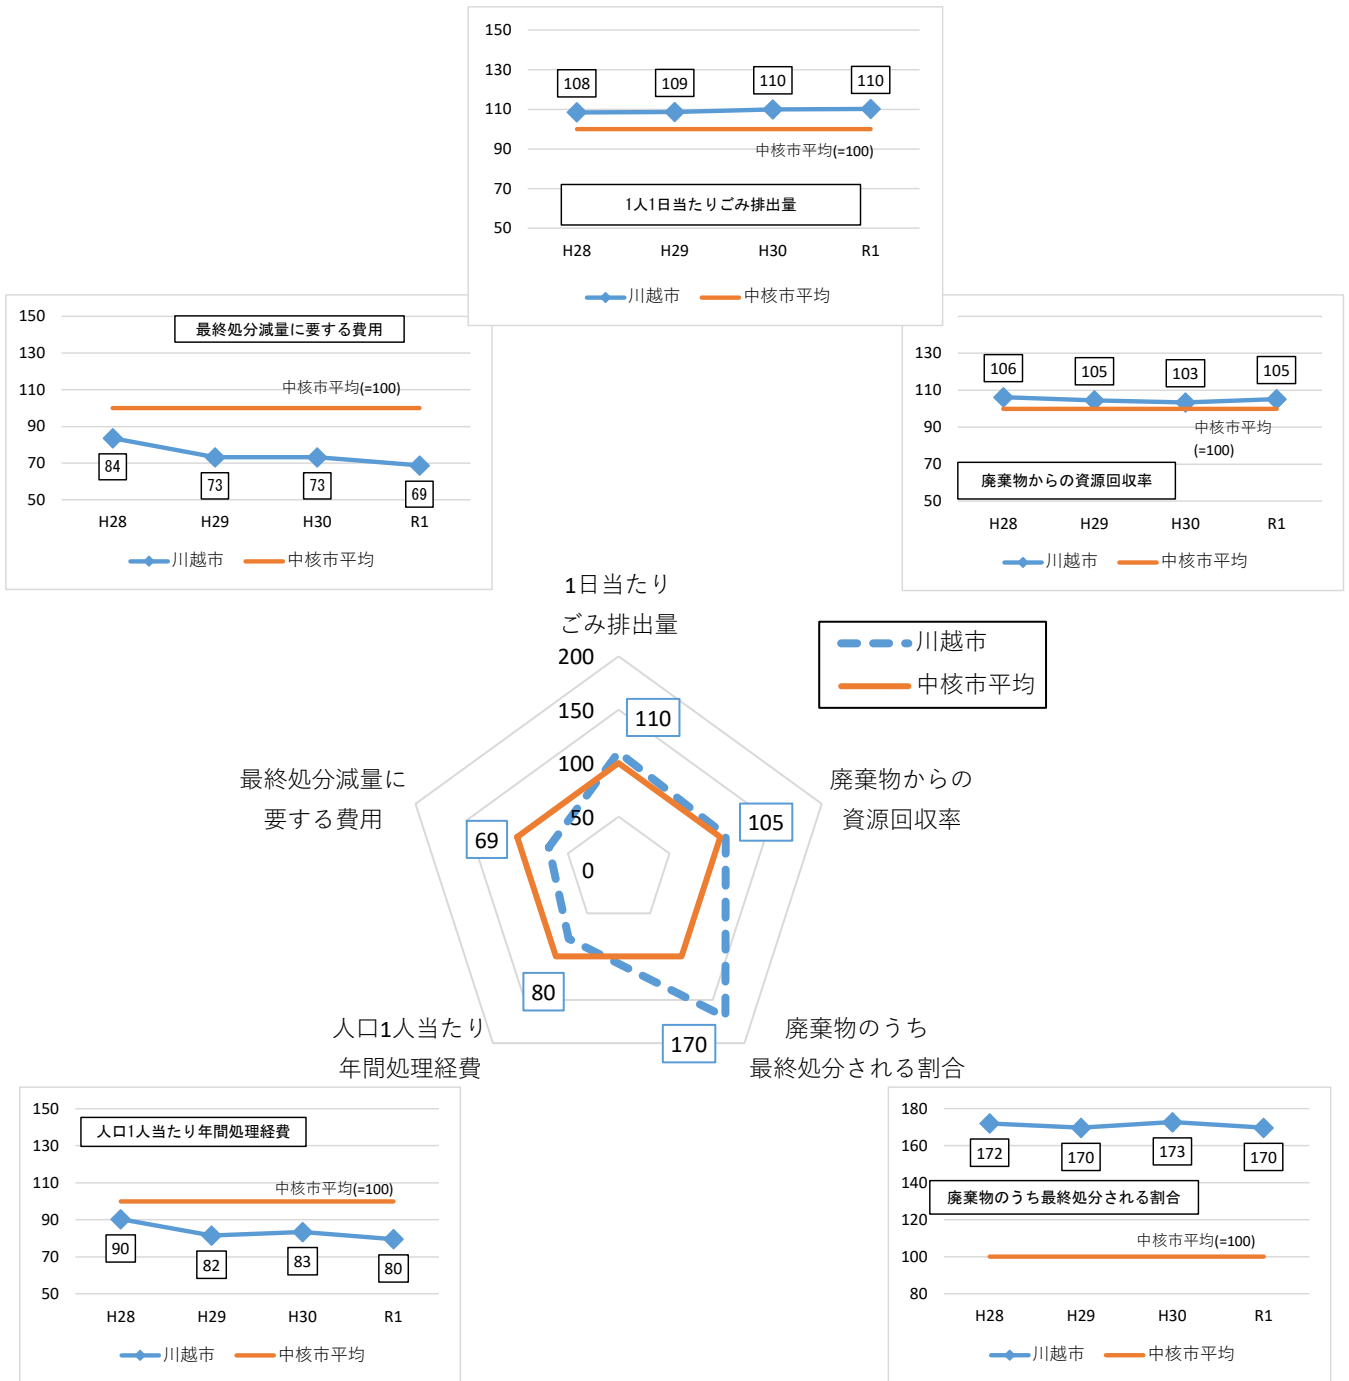 150
130
110
90
70
50
108
109
110
110
中核市平均(=100)
1人1日当たりごみ排出量
H28
H29
H30
R1
川越市
中核市平均
150
130
110
90
70
50
最終処分減量に要する費用
中核市平均(=100)
84
73
73
69
H28
H29
H30
R1
川越市
中核市平均
130
110
90
70
50
106
105
103
105
中核市平均
(=100)
廃棄物からの資源回収率
H28
H29
H30
R1
川越市
中核市平均
1日当たり
ごみ排出量
川越市
中核市平均
200
150
100
50
0
110
105
170
80
69
廃棄物からの
資源回収率
廃棄物のうち
最終処分される割合
人口1人当たり
年間処理経費
最終処分減量に
要する費用
150
130
110
90
70
50
人口1人当たり年間処理経費
中核市平均(=100)
90
82
83
80
H28
H29
H30
R1
川越市
中核市平均
180
160
140
120
100
80
172
170
173
170
廃棄物のうち最終処分される割合
中核市平均(=100)
H28
H29
H30
R1
川越市
中核市平均